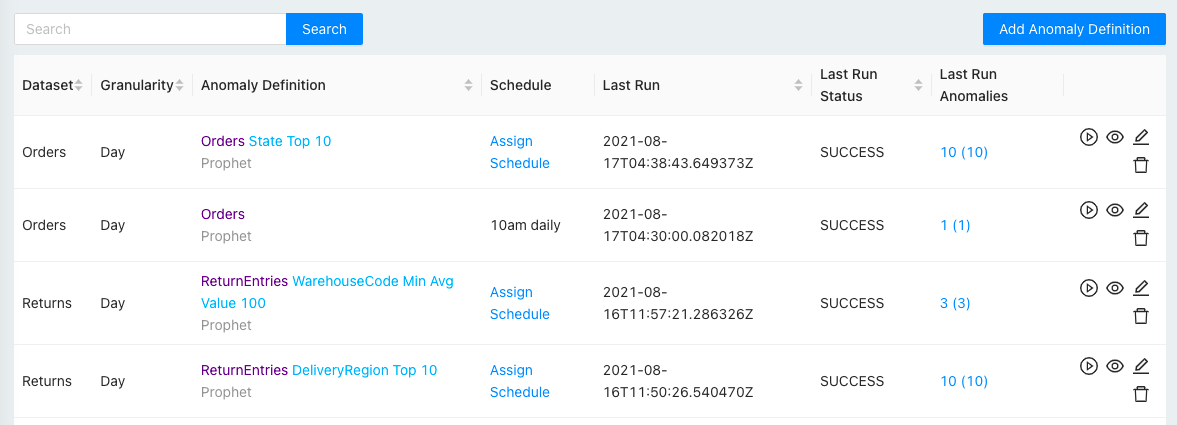 Search
Search
Add Anomaly Definition
Dataset
Granularity
Anomaly Definition
Schedule
Last Run
Last Run
Status
Last Run
Anomalies
Orders
Day
Orders State Top 10
Prophet
Assign
Schedule
2021-08-
17T04:38:43.649373Z
SUCCESS
10 (10)
Orders
Day
Orders
Prophet
10am daily
2021-08-
17T04:30:00.082018Z
SUCCESS
1 (1)
Returns
Day
ReturnEntries WarehouseCode Min Avg
Value 100
Prophet
Assign
Schedule
2021-08-
16T11:57:21.286326Z
SUCCESS
3 (3)
Returns
Day
ReturnEntries DeliveryRegion Top 10
Prophet
Assign
Schedule
2021-08-
16T11:50:26.540470Z
SUCCESS
10 (10)